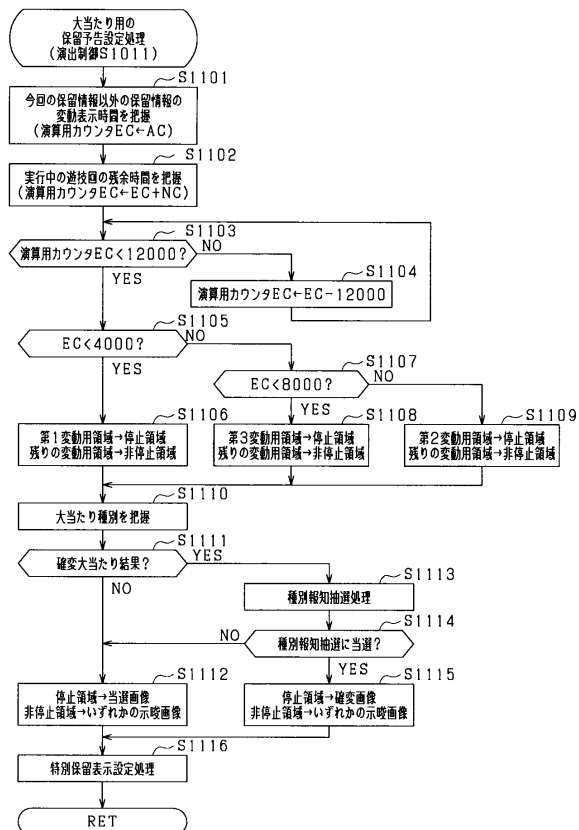 大当たり用の
保留予告設定処理
(演出制御S1011)
S1101
今回の保留情報以外の保留情報の
変動表示時間を把握
(演算用カウンタEC←AC)
S1102
実行中の遊技回の残余時間を把握
(演算用カウンタEC←EC+NC)
S1103
演算用カウンタEC<12000?
NO
YES
S1104
演算用カウンタEC←EC-12000
S1105
EC<4000?
NO
YES
S1107
EC<8000?
NO
YES
S1106
第1変動用領域→停止領域
残りの変動用領域→非停止領域
S1108
第3変動用領域→停止領域
残りの変動用領域→非停止領域
S1109
第2変動用領域→停止領域
残りの変動用領域→非停止領域
S1110
大当たり種別を把握
S1111
確変大当たり結果?
YES
NO
S1113
種別報知抽選処理
S1114
種別報知抽選に当選?
NO
YES
S1112
停止領域→当選画像
非停止領域→いずれかの示唆画像
S1115
停止領域→確変画像
非停止領域→いずれかの示唆画像
S1116
特別保留表示設定処理
RET